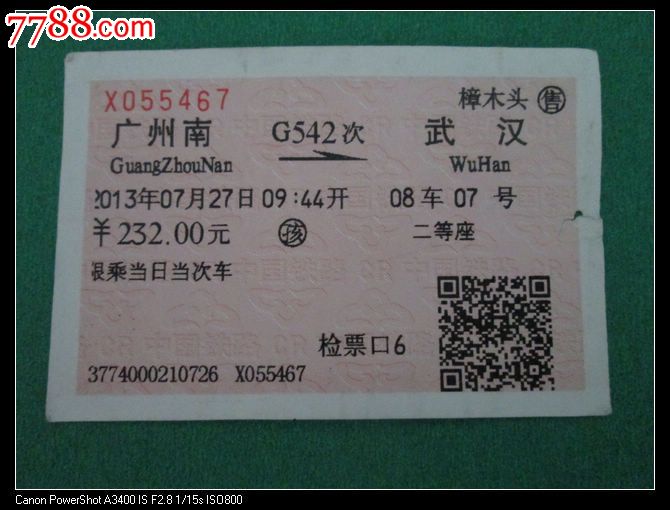 7788.com
X055467 樟木头 售
广州南 G542次 武汉
GuangZhouNan WuHan
2013年07月27日 09:44开 08车 07号
￥232.00元 孩 二等座
限乘当日当次车
检票口6
3774000210726 X055467
Canon PowerShot A3400 IS F2.8 1/15s ISO800